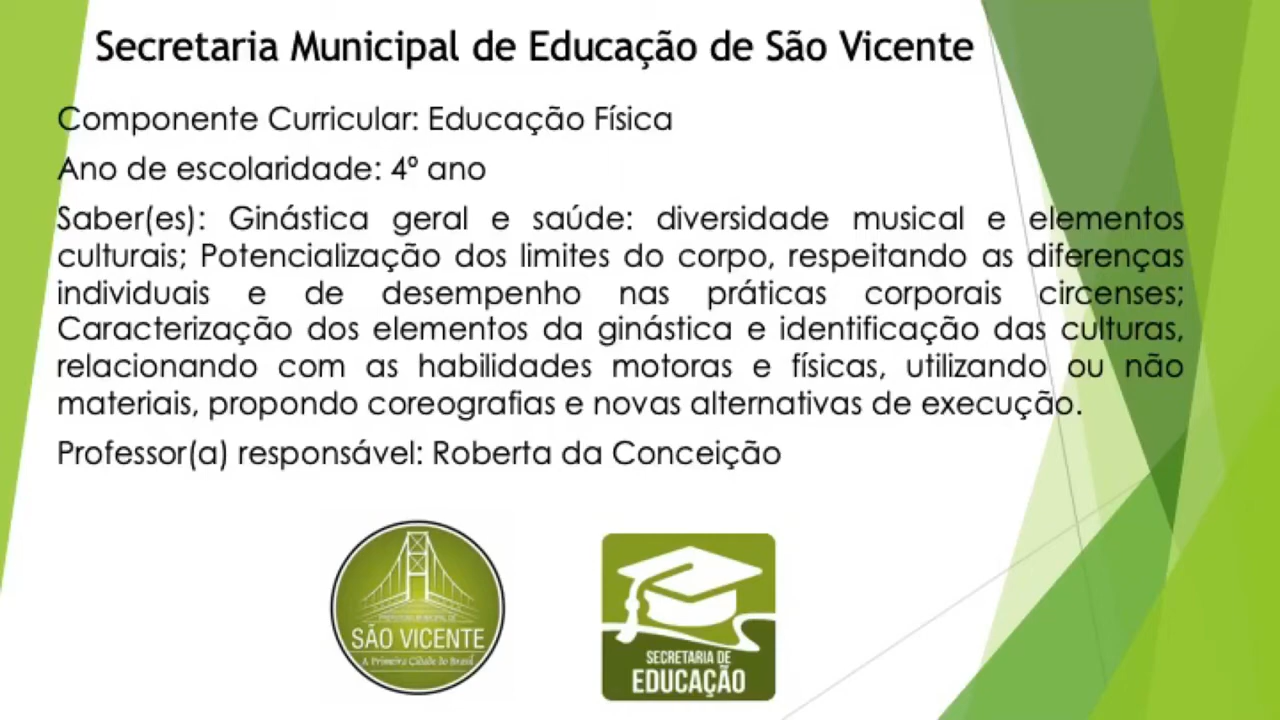 Secretaria Municipal de Educação de São Vicente
Componente Curricular: Educação Física
Ano de escolaridade: 4º ano
Saber(es): Ginástica geral e saúde: diversidade musical e elementos
culturais; Potencialização dos limites do corpo, respeitando as diferenças
individuais e de desempenho nas práticas corporais circenses;
Caracterização dos elementos da ginástica e identificação das culturas,
relacionando com as habilidades motoras e físicas, utilizando ou não
materiais, propondo coreografias e novas alternativas de execução.
Professor(a) responsável: Roberta da Conceição
PREFEITURA MUNICIPAL DE
SÃO VICENTE
A Primeira Cidade do Brasil
SECRETARIA DE
EDUCAÇÃO